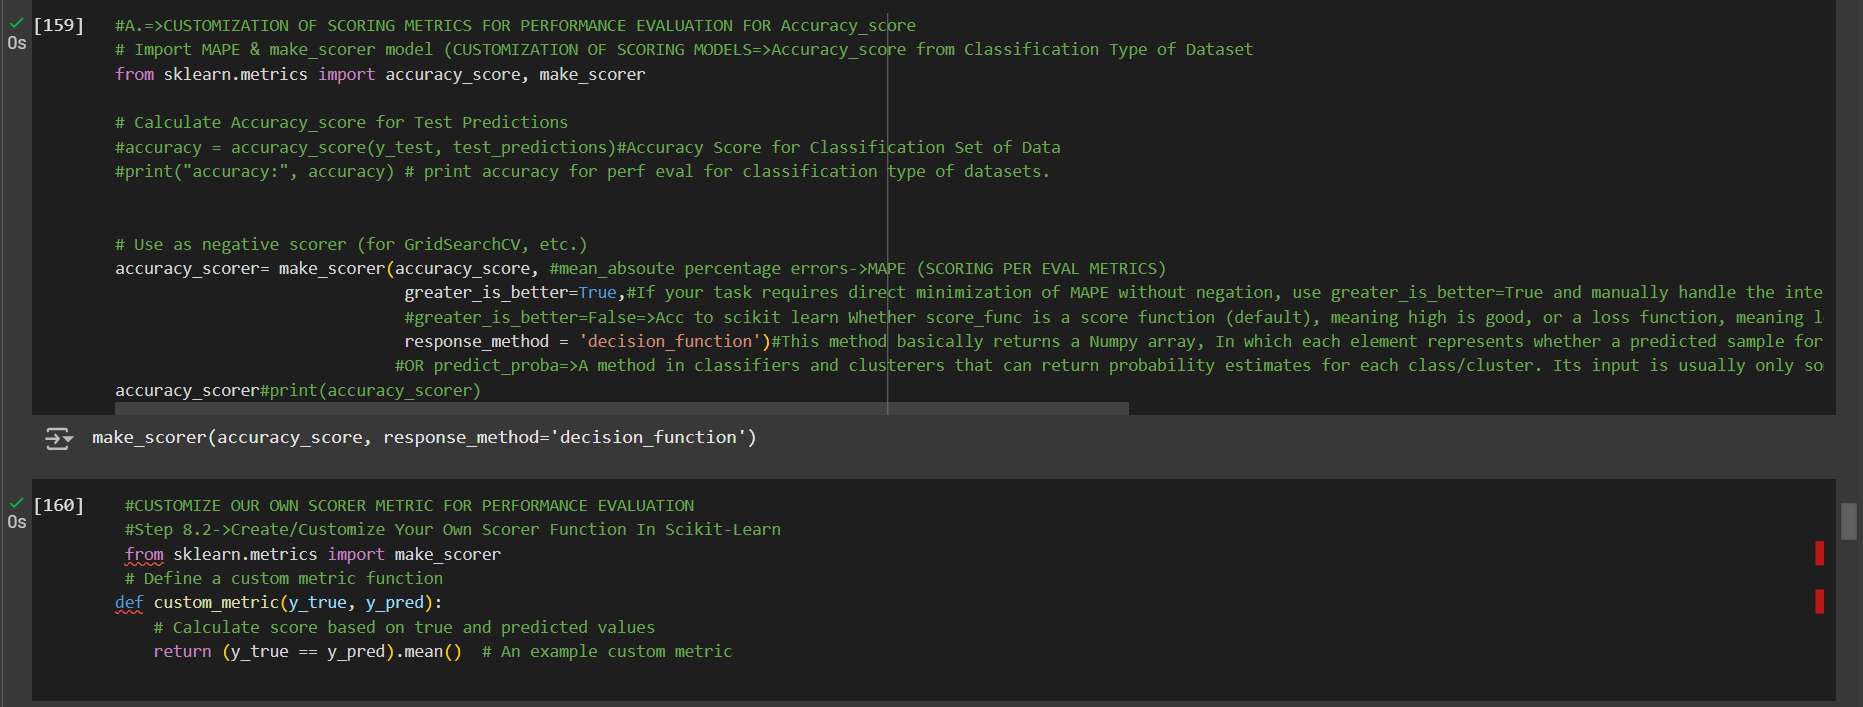 [159] #A.=>CUSTOMIZATION OF SCORING METRICS FOR PERFORMANCE EVALUATION FOR Accuracy_score
0s # Import MAPE & make_scorer model (CUSTOMIZATION OF SCORING MODELS=>Accuracy_score from Classification Type of Dataset
from sklearn.metrics import accuracy_score, make_scorer
# Calculate Accuracy_score for Test Predictions
#accuracy = accuracy_score(y_test, test_predictions)#Accuracy Score for Classification Set of Data
#print("accuracy:", accuracy) # print accuracy for perf eval for classification type of datasets.
# Use as negative scorer (for GridSearchCV, etc.)
accuracy_scorer= make_scorer(accuracy_score, #mean_absoute percentage errors->MAPE (SCORING PER EVAL METRICS)
greater_is_better=True,#If your task requires direct minimization of MAPE without negation, use greater_is_better=True and manually handle the inte
#greater_is_better=False=>Acc to scikit learn Whether score_func is a score function (default), meaning high is good, or a loss function, meaning l
response_method = 'decision_function')#This method basically returns a Numpy array, In which each element represents whether a predicted sample for
#OR predict_proba=>A method in classifiers and clusterers that can return probability estimates for each class/cluster. Its input is usually only so
accuracy_scorer#print(accuracy_scorer)
make_scorer(accuracy_score, response_method='decision_function')
[160] #CUSTOMIZE OUR OWN SCORER METRIC FOR PERFORMANCE EVALUATION
0s #Step 8.2->Create/Customize Your Own Scorer Function In Scikit-Learn
from sklearn.metrics import make_scorer
# Define a custom metric function
def custom_metric(y_true, y_pred):
# Calculate score based on true and predicted values
return (y_true == y_pred).mean() # An example custom metric